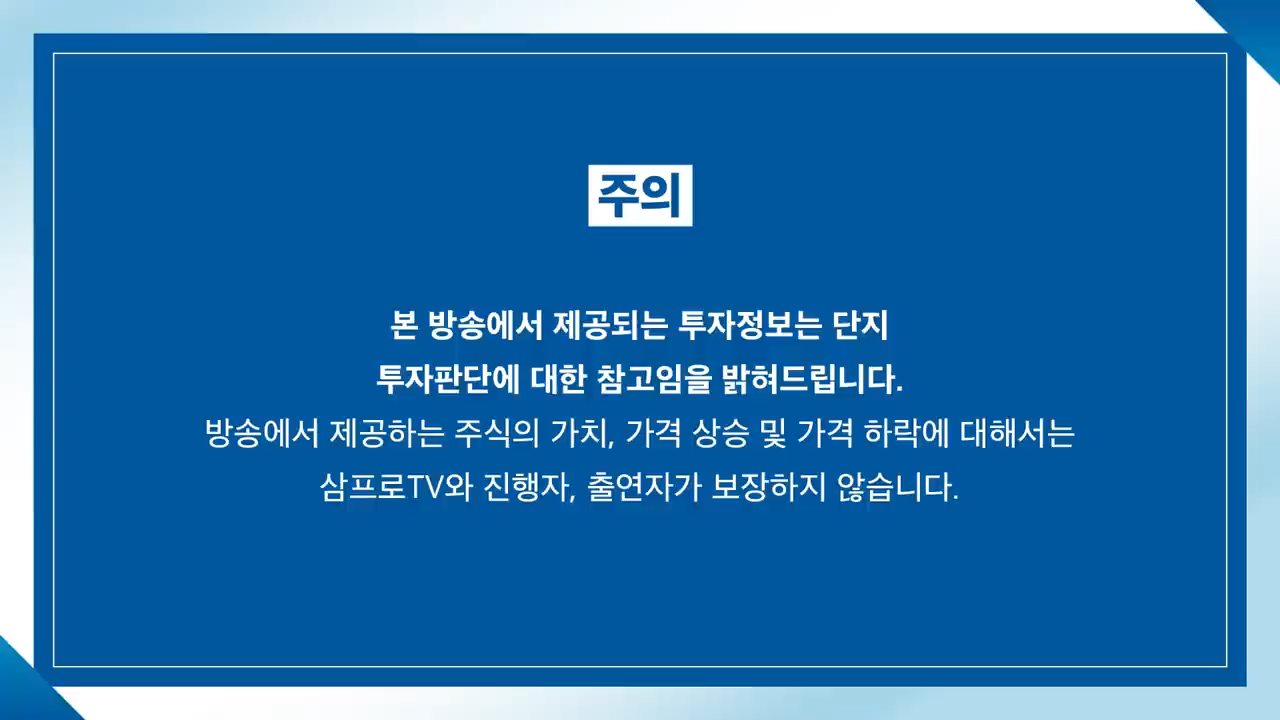 주의
본 방송에서 제공되는 투자정보는 단지
투자판단에 대한 참고임을 밝혀드립니다.
방송에서 제공하는 주식의 가치, 가격 상승 및 가격 하락에 대해서는
삼프로TV와 진행자, 출연자가 보장하지 않습니다.